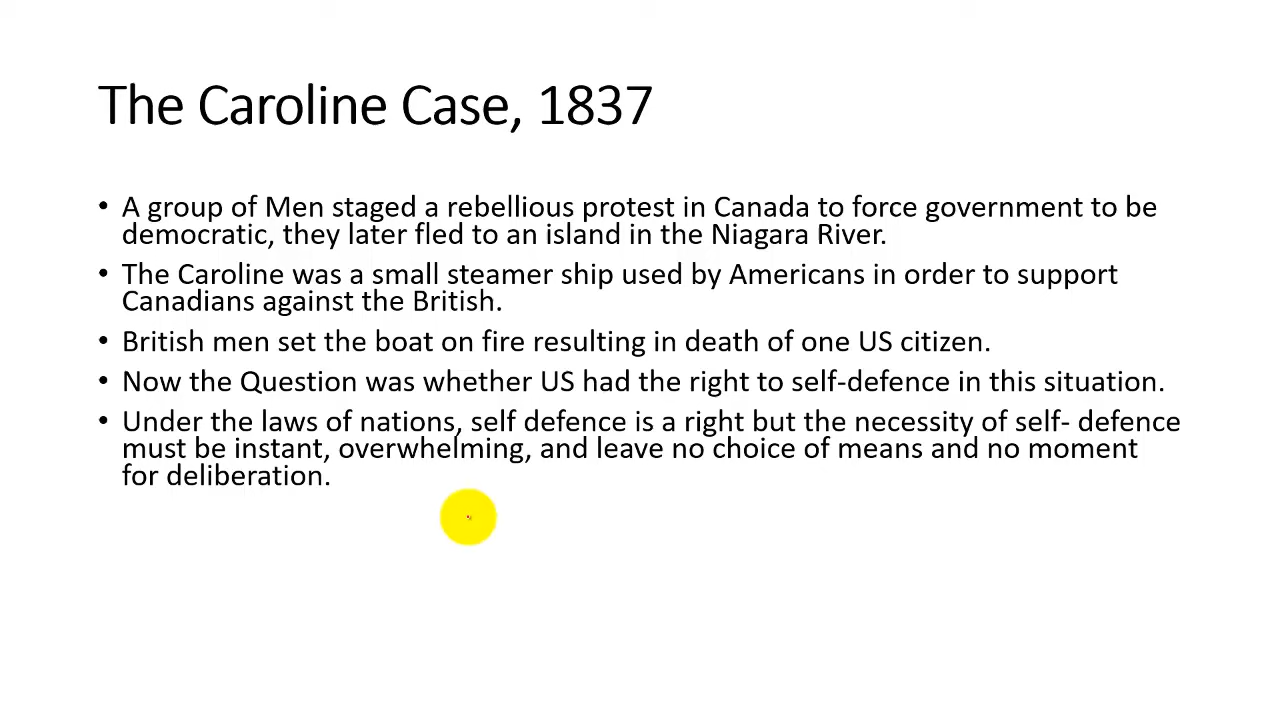 The Caroline Case, 1837
• A group of Men staged a rebellious protest in Canada to force government to be
democratic, they later fled to an island in the Niagara River.
• The Caroline was a small steamer ship used by Americans in order to support
Canadians against the British.
• British men set the boat on fire resulting in death of one US citizen.
• Now the Question was whether US had the right to self-defence in this situation.
• Under the laws of nations, self defence is a right but the necessity of self- defence
must be instant, overwhelming, and leave no choice of means and no moment
for deliberation.